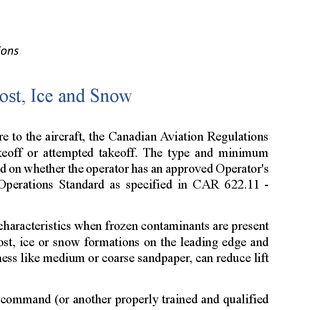 ions
ost, Ice and Snow
re to the aircraft, the Canadian Aviation Regulations
keoff or attempted takeoff. The type and minimum
d on whether the operator has an approved Operator's
Operations Standard as specified in CAR 622.11 -
characteristics when frozen contaminants are present
ost, ice or snow formations on the leading edge and
ness like medium or coarse sandpaper, can reduce lift
command (or another properly trained and qualified